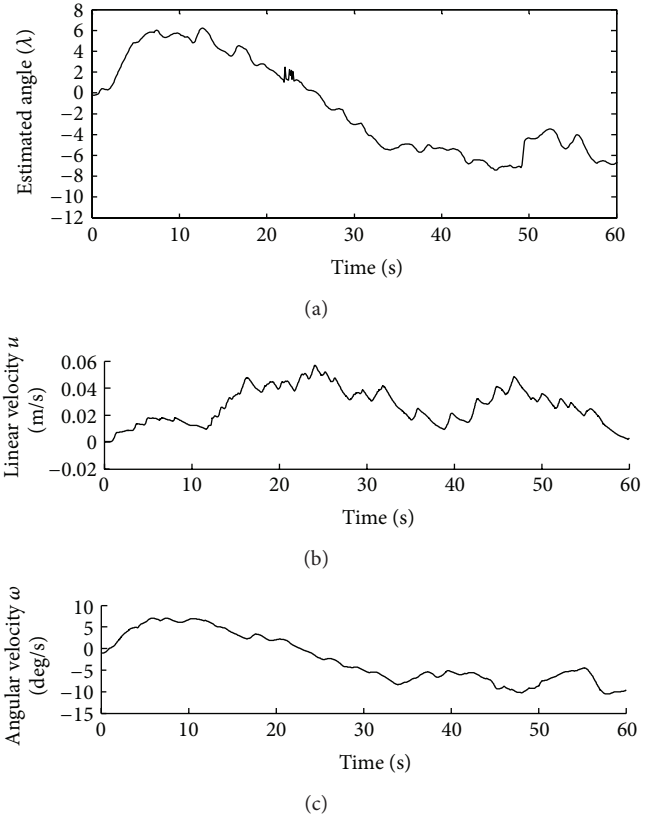 8
6
4
2
0
−2
−4
−6
−8
−10
−12
Estimated angle (λ)
0 10 20 30 40 50 60
Time (s)
(a)
0.06
0.04
0.02
0
−0.02
Linear velocity u
(m/s)
0 10 20 30 40 50 60
Time (s)
(b)
10
5
0
−5
−10
−15
Angular velocity ω
(deg/s)
0 10 20 30 40 50 60
Time (s)
(c)